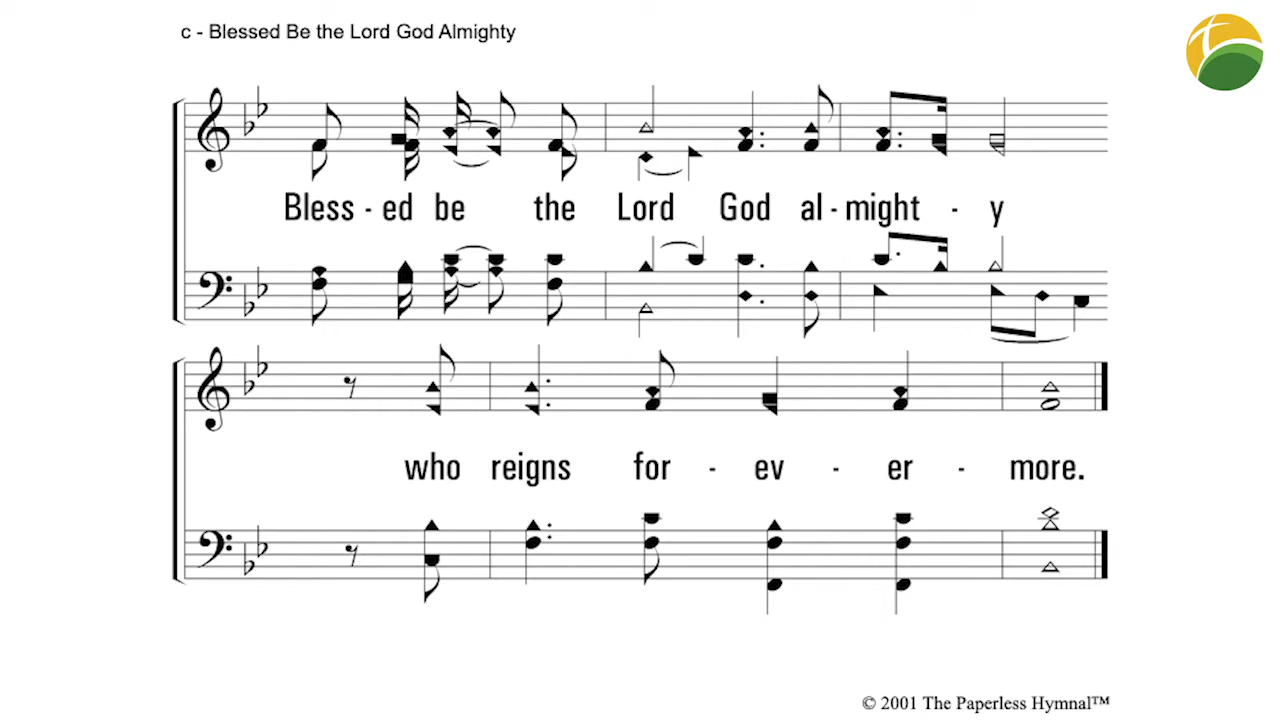 c - Blessed Be the Lord God Almighty
Bless - ed be the Lord God al - might - y
who reigns for - ev - er - more.
© 2001 The Paperless Hymnal™